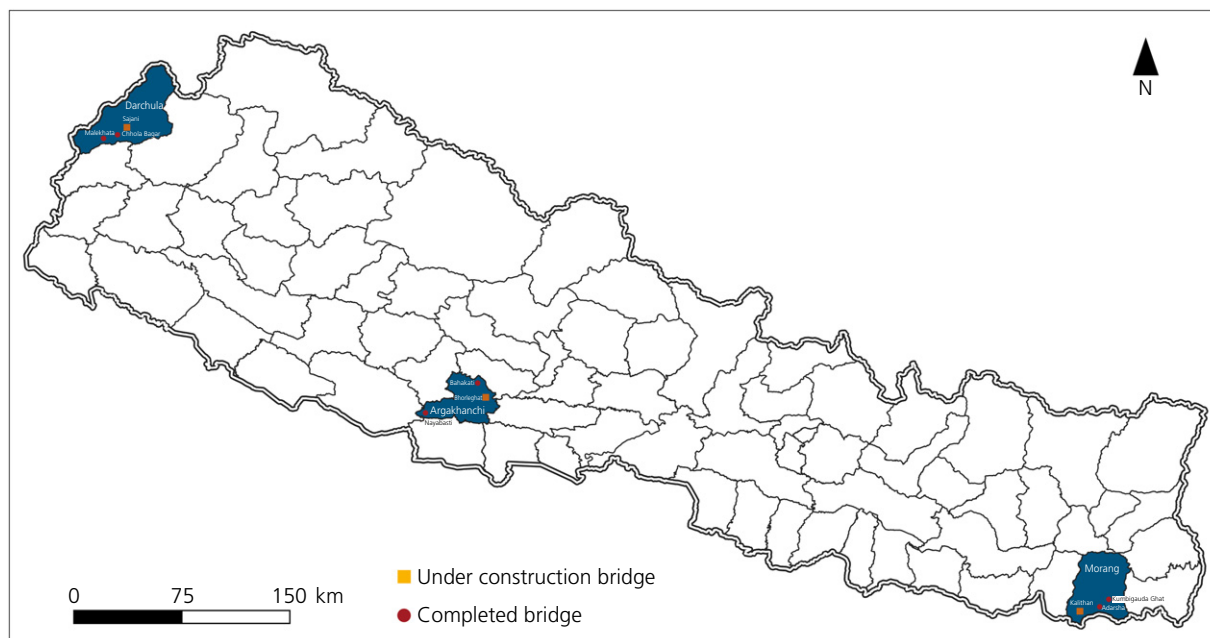 N
Darchula
Sajani
Malekhata
Chhola Bagar
Bahakati
Bhorleghat
Argakhanchi
Nayabasti
Morang
Kumbigauda Ghat
Kalithan
Adarsha
0 75 150 km
Under construction bridge
Completed bridge